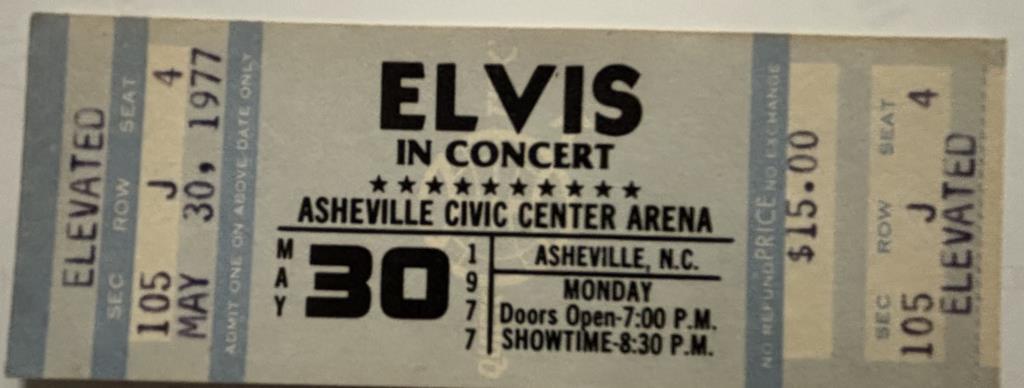 ELEVATED
SEC ROW SEAT
105 J 4
MAY 30, 1977
ADMIT ONE ON ABOVE DATE ONLY
ELVIS
IN CONCERT
★★★★★★★★★★
ASHEVILLE CIVIC CENTER ARENA
MAY
30
1977
ASHEVILLE, N.C.
MONDAY
Doors Open-7:00 P.M.
SHOWTIME-8:30 P.M.
NO REFUND PRICE NO EXCHANGE
$15.00
SEC ROW SEAT
105 J 4
ELEVATED